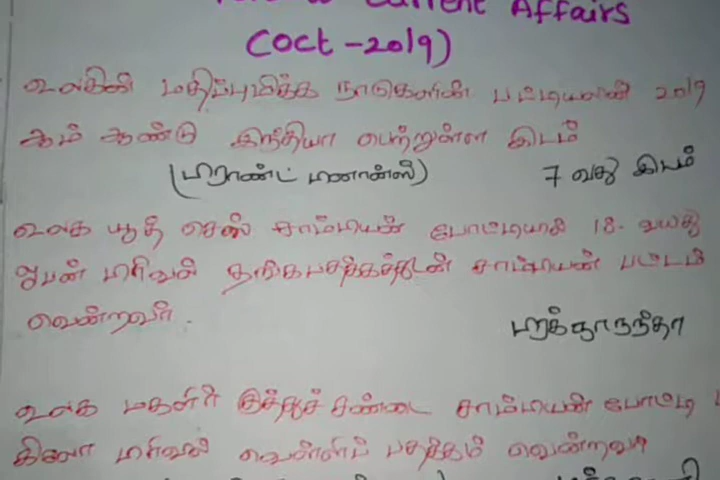 Current Affairs
(OCT - 2019)
உலகின் மதிப்புமிக்க நாடுகளின் பட்டியலில் 2019
ஆம் ஆண்டு இந்தியா பெற்றுள்ள இடம்
(பிராண்ட் பினான்ஸ்) 7 வது இடம்
உலக யூத் செஸ் சாம்பியன் போட்டியில் 18 - வயது
ஓபன் பிரிவில் தங்கபதக்கத்துடன் சாம்பியன் பட்டம்
வென்றவர்.
பிரக்ஞாநந்தா
உலக மகளிர் குத்துச் சண்டை சாம்பியன் போட்டி
கிலோ பிரிவில் வெள்ளிப் பதக்கம் வென்றவர்